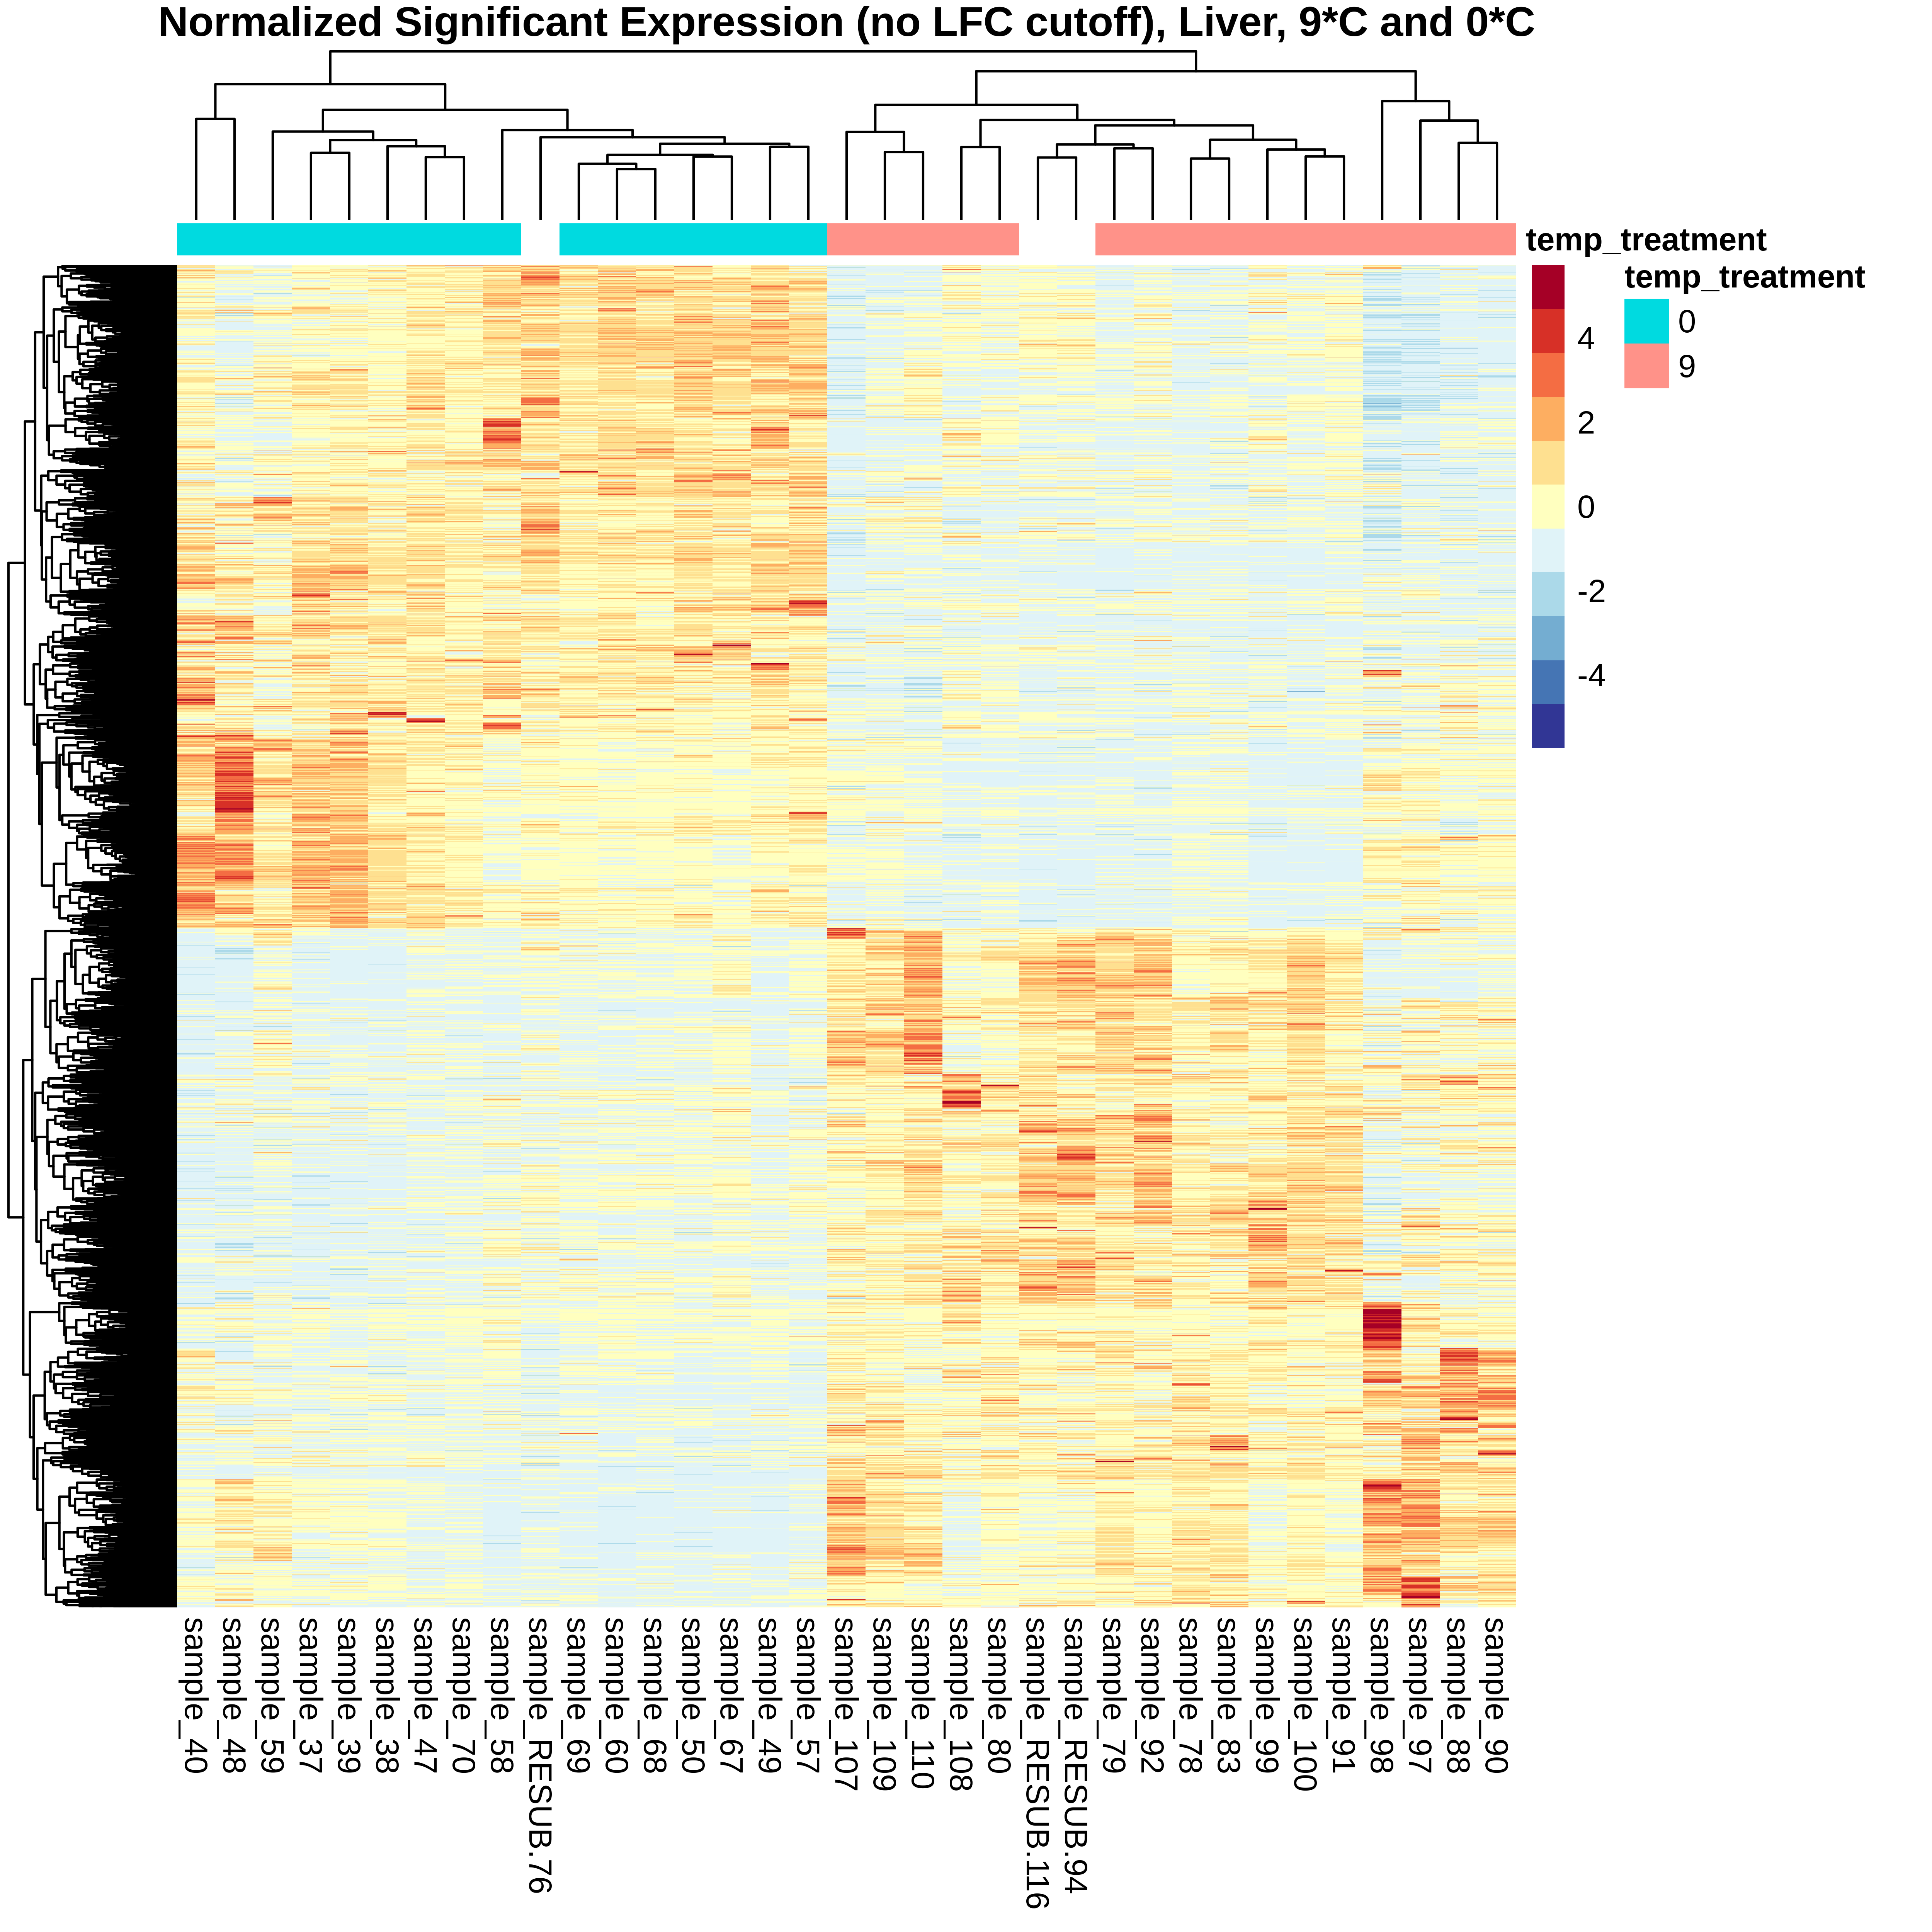 Normalized Significant Expression (no LFC cutoff), Liver, 9*C and 0*C
temp_treatment
temp_treatment
0
9
4
2
0
-2
-4
sample_40
sample_48
sample_59
sample_37
sample_39
sample_38
sample_47
sample_70
sample_58
sample_RESUB.76
sample_69
sample_60
sample_68
sample_50
sample_67
sample_49
sample_57
sample_107
sample_109
sample_110
sample_108
sample_80
sample_RESUB.116
sample_RESUB.94
sample_79
sample_92
sample_78
sample_83
sample_99
sample_100
sample_91
sample_98
sample_97
sample_88
sample_90